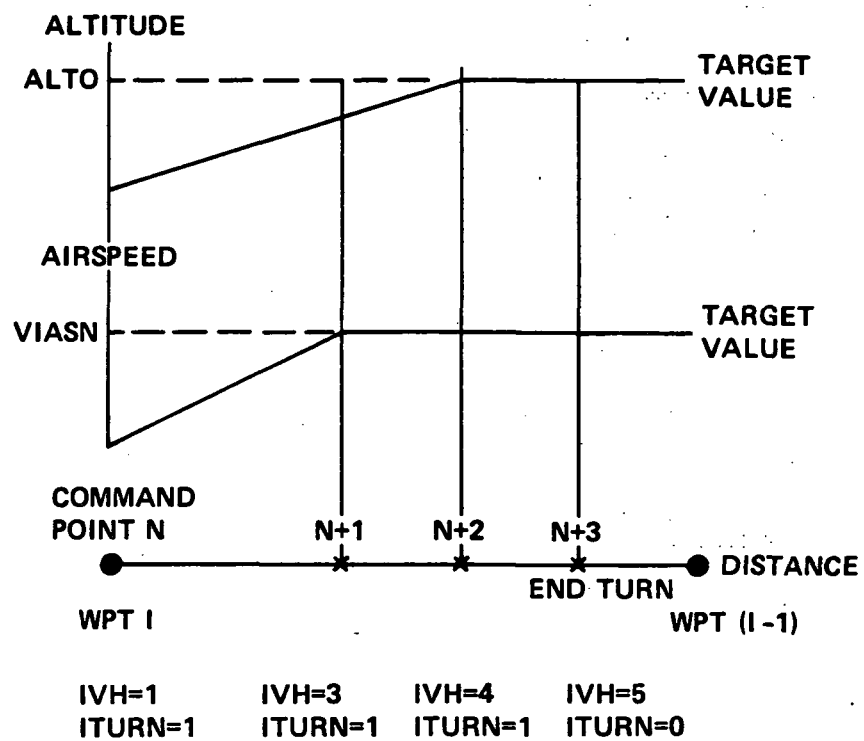 ALTITUDE
ALTO
TARGET
VALUE
AIRSPEED
VIASN
TARGET
VALUE
COMMAND
POINT N
N+1
N+2
N+3
DISTANCE
END TURN
WPT I
WPT (I-1)
IVH=1 IVH=3 IVH=4 IVH=5
ITURN=1 ITURN=1 ITURN=1 ITURN=0